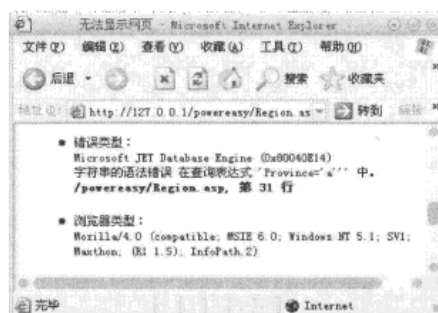 无法显示网页 - Microsoft Internet Explorer
文件(F) 编辑(E) 查看(V) 收藏(A) 工具(T) 帮助(H)
后退 搜索 收藏夹
地址(D) http://127.0.0.1/powereasy/Region.as 转到 链接
• 错误类型：
Microsoft JET Database Engine (0x80040E14)
字符串的语法错误 在查询表达式 'Province='a''' 中。
/powereasy/Region.asp, 第 31 行
• 浏览器类型：
Mozilla/4.0 (compatible; MSIE 6.0; Windows NT 5.1; SV1;
Maxthon; (R1 1.5); InfoPath.2)
完毕 Internet